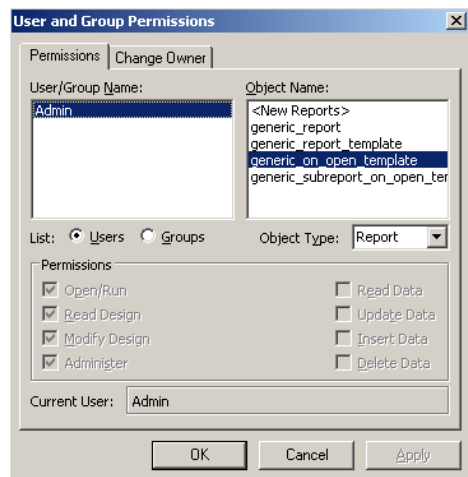 User and Group Permissions
Permissions Change Owner
User/Group Name: Object Name:
Admin
<New Reports>
generic_report
generic_report_template
generic_on_open_template
generic_subreport_on_open_ter
List: Users Groups Object Type: Report
Permissions
Open/Run Read Data
Read Design Update Data
Modify Design Insert Data
Administer Delete Data
Current User: Admin
OK Cancel Apply